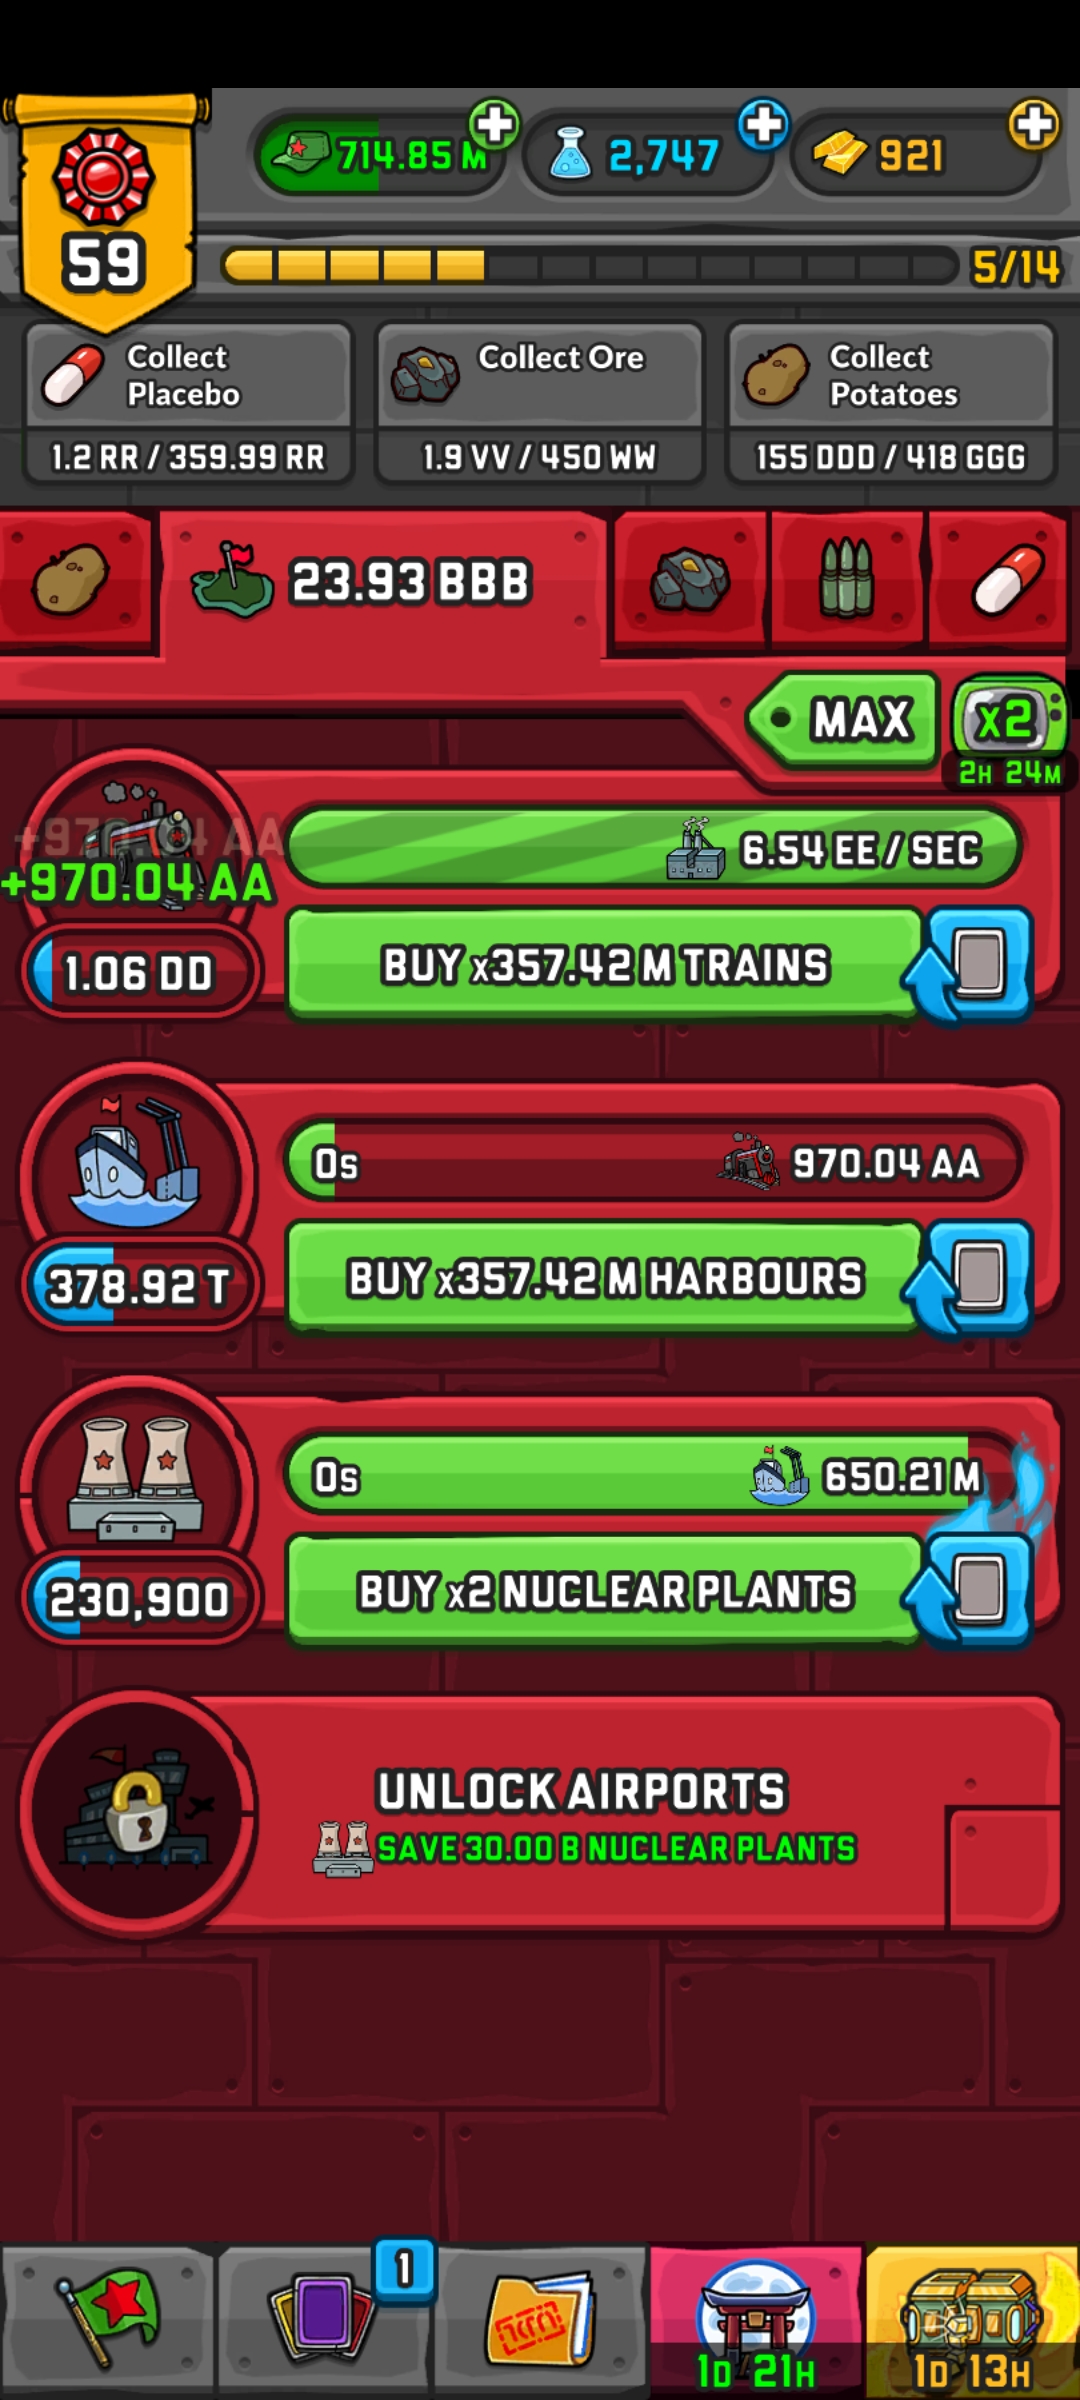 714.85 M
2,747
921
59
5/14
Collect
Placebo
1.2 RR / 359.99 RR
Collect Ore
1.9 VV / 450 WW
Collect
Potatoes
155 DDD / 418 GGG
23.93 BBB
MAX
x2
2H 24M
+970.04 AA
+970.04 AA
6.54 EE / SEC
1.06 DD
BUY x357.42 M TRAINS
0s
970.04 AA
378.92 T
BUY x357.42 M HARBOURS
0s
650.21 M
230,900
BUY x2 NUCLEAR PLANTS
UNLOCK AIRPORTS
SAVE 30.00 B NUCLEAR PLANTS
1
1D 21H
1D 13H